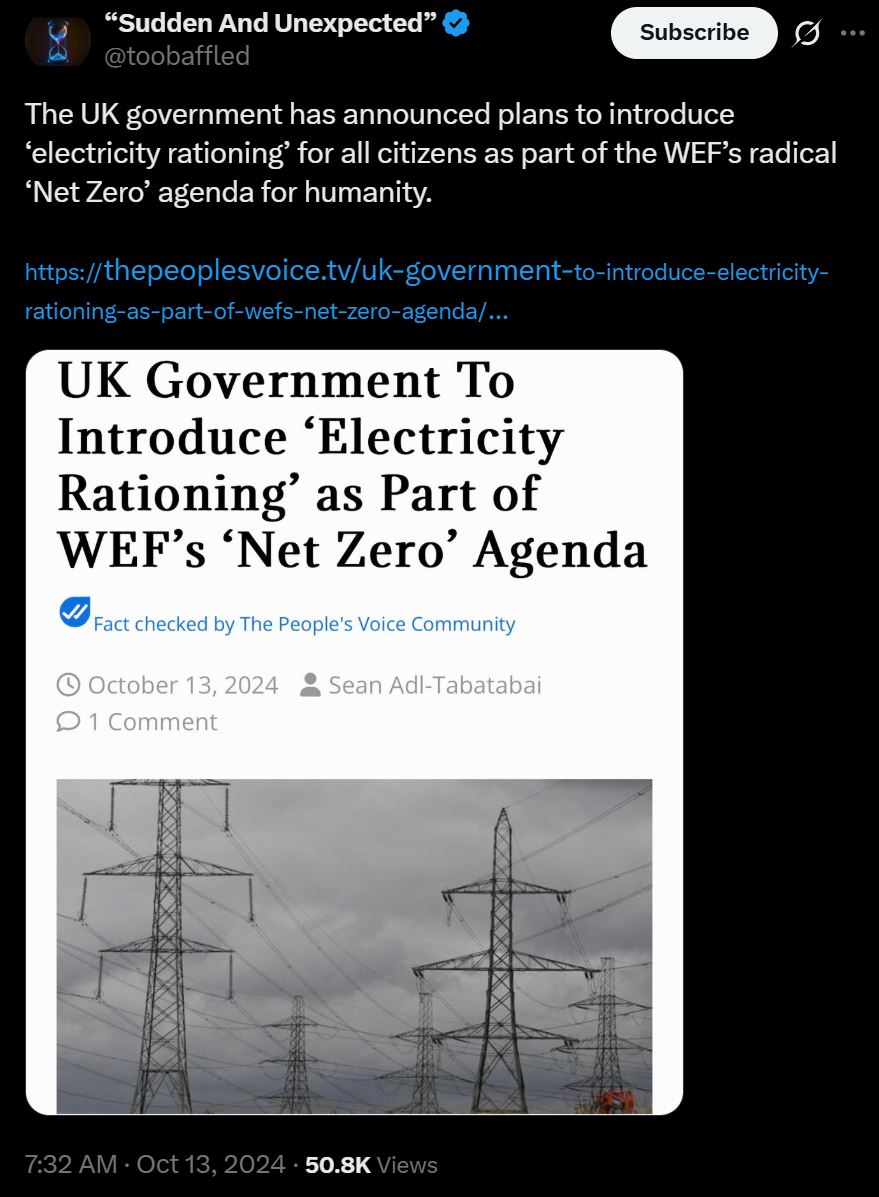 “Sudden And Unexpected”
@toobaffled
Subscribe
The UK government has announced plans to introduce
‘electricity rationing’ for all citizens as part of the WEF’s radical
‘Net Zero’ agenda for humanity.
https://thepeoplesvoice.tv/uk-government-to-introduce-electricity-
rationing-as-part-of-wefs-net-zero-agenda/…
UK Government To
Introduce ‘Electricity
Rationing’ as Part of
WEF’s ‘Net Zero’ Agenda
Fact checked by The People's Voice Community
October 13, 2024 Sean Adl-Tabatabai
1 Comment
7:32 AM · Oct 13, 2024 · 50.8K Views